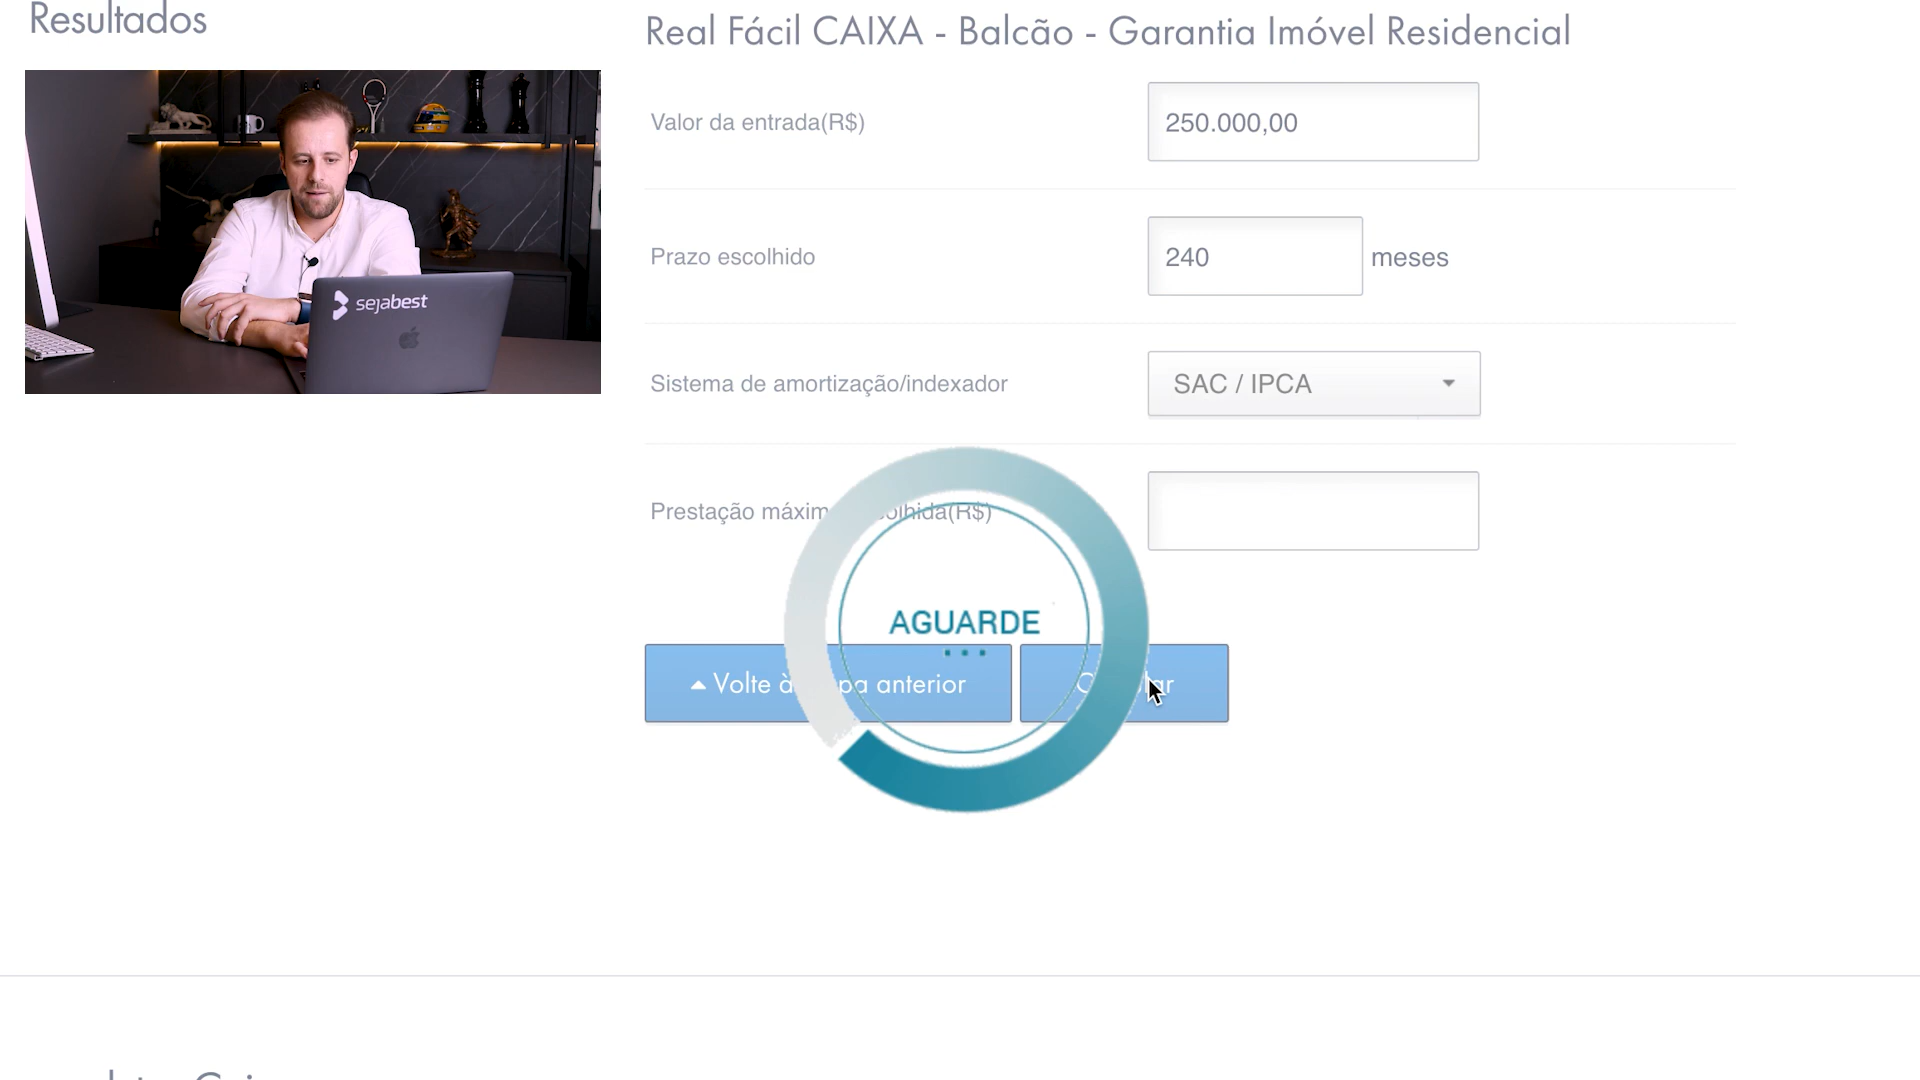 Resultados
Real Fácil CAIXA - Balcão - Garantia Imóvel Residencial
Valor da entrada(R$)
250.000,00
sejabest
Prazo escolhido
240
meses
Sistema de amortização/indexador
SAC / IPCA
Prestação
AGUARDE
Volte
anterior